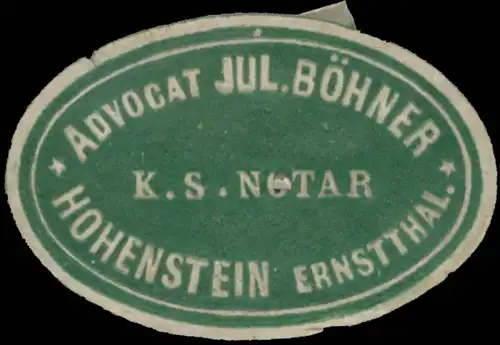 ADVOCAT JUL. BÖHNER
K. S. NOTAR
HOHENSTEIN ERNSTTHAL.